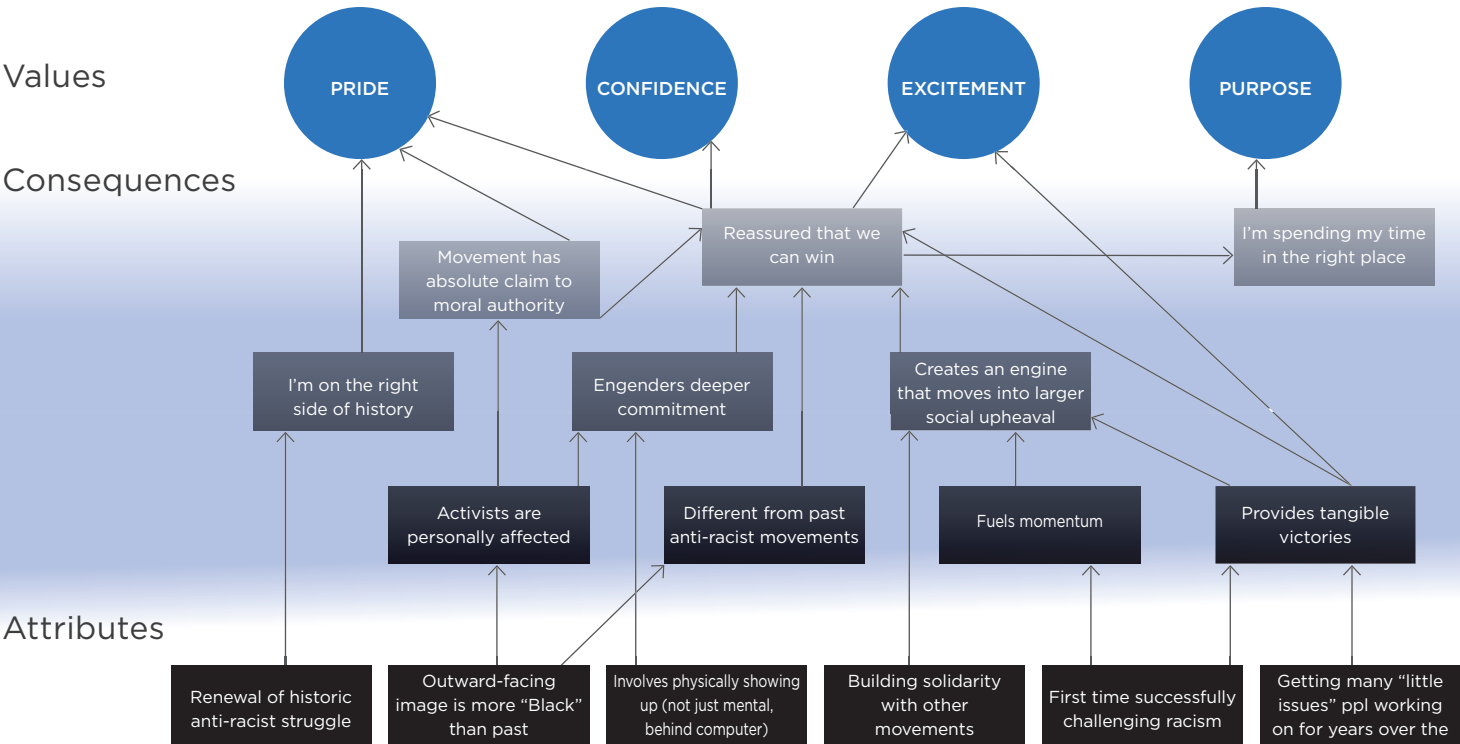 Values
PRIDE
CONFIDENCE
EXCITEMENT
PURPOSE
Consequences
Reassured that we
can win
I'm spending my time
in the right place
Movement has
absolute claim to
moral authority
I'm on the right
side of history
Engenders deeper
commitment
Creates an engine
that moves into larger
social upheaval
Activists are
personally affected
Different from past
anti-racist movements
Fuels momentum
Provides tangible
victories
Attributes
Renewal of historic
anti-racist struggle
Outward-facing
image is more “Black”
than past
Involves physically showing
up (not just mental,
behind computer)
Building solidarity
with other
movements
First time successfully
challenging racism
Getting many “little
issues” ppl working
on for years over the